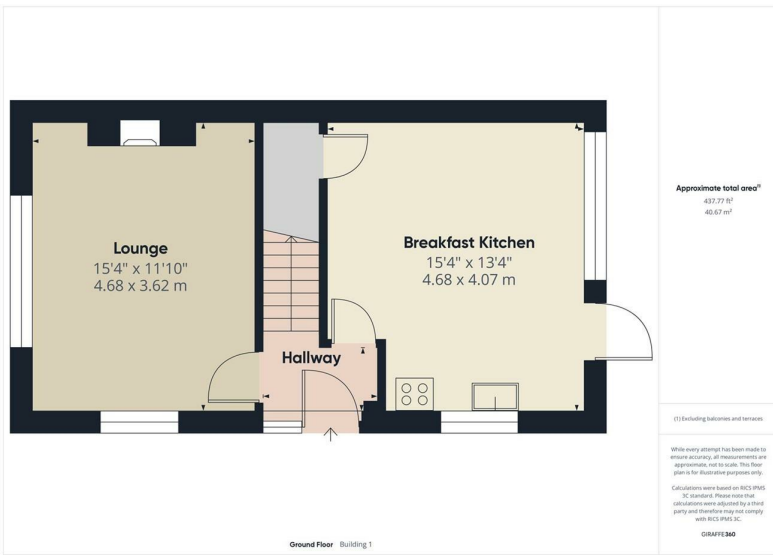 Lounge
15'4" x 11'10"
4.68 x 3.62 m
Breakfast Kitchen
15'4" x 13'4"
4.68 x 4.07 m
Hallway
Ground Floor Building 1
Approximate total area⁽¹⁾
437.77 ft²
40.67 m²
(1) Excluding balconies and terraces
While every attempt has been made to
ensure accuracy, all measurements are
approximate, not to scale. This floor
plan is for illustrative purposes only.
Calculations were based on RICS IPMS
3C standard. Please note that
calculations were adjusted by a third
party and therefore may not comply
with RICS IPMS 3C.
GIRAFFE360